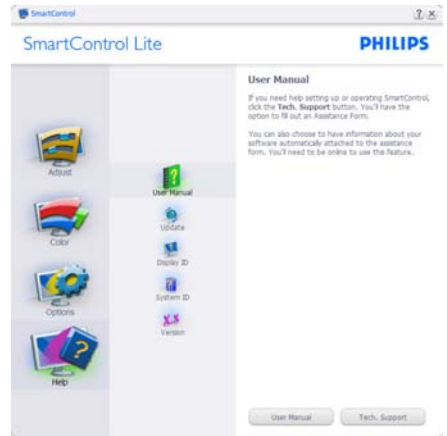 SmartControl
SmartControl Lite
PHILIPS
Adjust
Color
Options
Help
User Manual
Update
Display ID
System ID
Version
User Manual
If you need help setting up or operating SmartControl,
click the Tech. Support button. You'll have the
option to fill out an Assistance Form.
You can also choose to have information about your
software automatically attached to the assistance
form. You'll need to be online to use this feature.
User Manual
Tech. Support